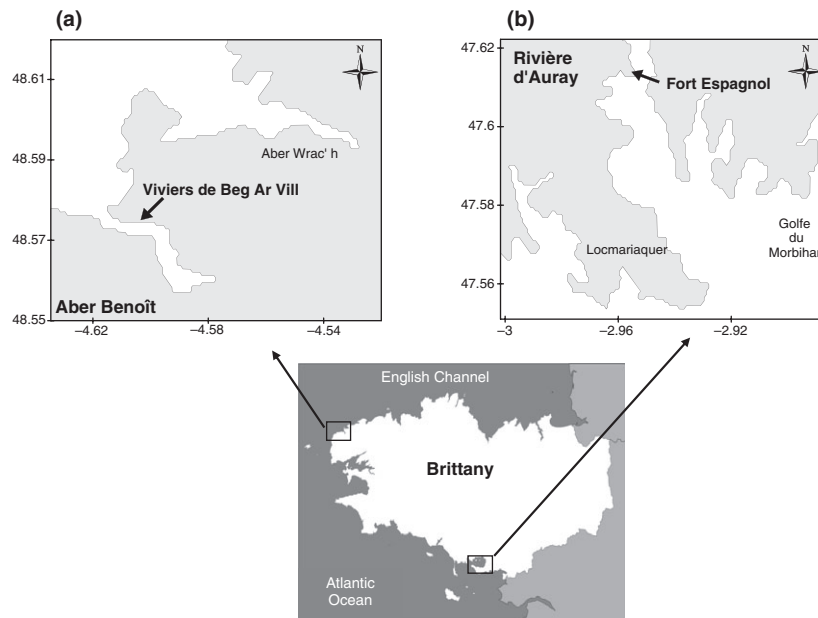 (a)
N
48.61
48.59
48.57
48.55
Aber Wrac' h
Viviers de Beg Ar Vill
Aber Benoît
−4.62
−4.58
−4.54
(b)
N
47.62
47.6
47.58
47.56
Rivière
d'Auray
Fort Espagnol
Locmariaquer
Golfe
du
Morbihan
−3
−2.96
−2.92
English Channel
Brittany
Atlantic
Ocean